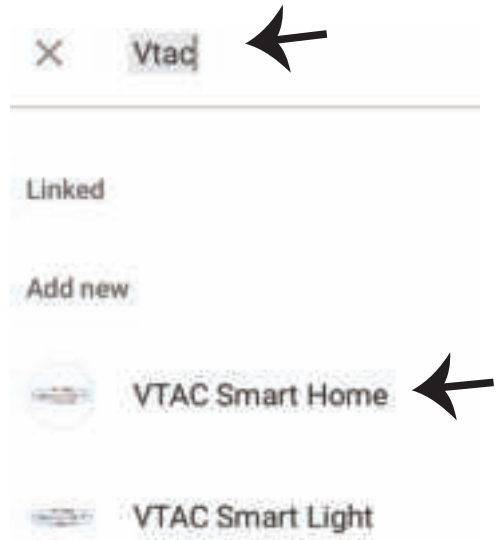 Vtac
Linked
Add new
VTAC Smart Home
VTAC Smart Light